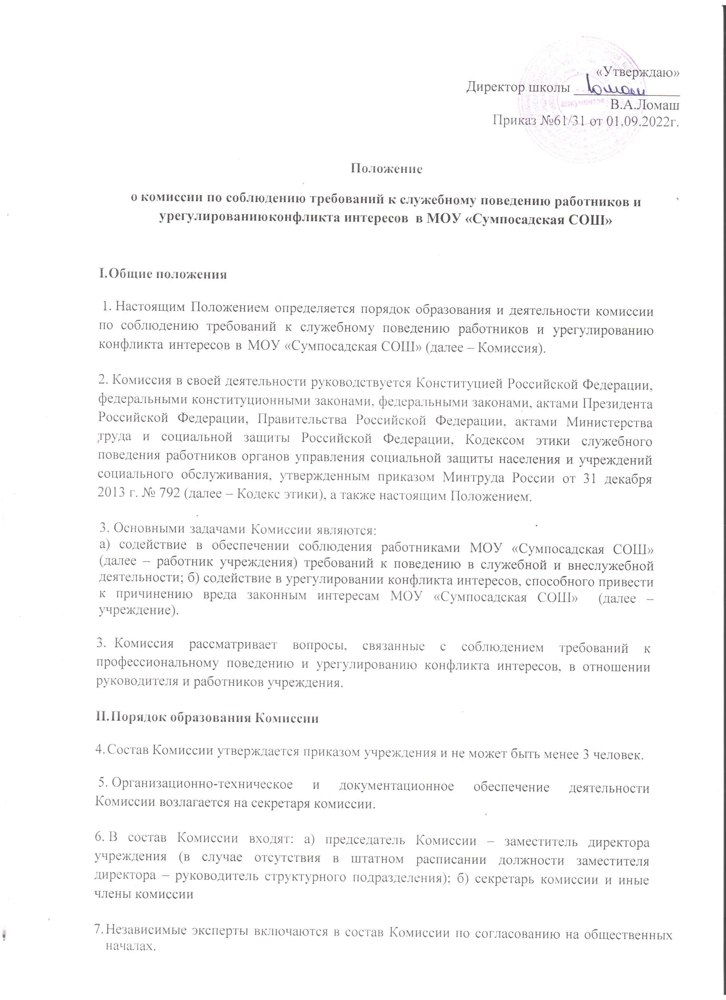 «Утверждаю»
Директор школы
документов
В.А.Ломаш
Приказ №61/31 от 01.09.2022г.
Положение
о комиссии по соблюдению требований к служебному поведению работников и
урегулированиюконфликта интересов в МОУ «Сумпосадская СОШ»
I.Общие положения
1. Настоящим Положением определяется порядок образования и деятельности комиссии
по соблюдению требований к служебному поведению работников и урегулированию
конфликта интересов в МОУ «Сумпосадская СОШ» (далее – Комиссия).
2. Комиссия в своей деятельности руководствуется Конституцией Российской Федерации,
федеральными конституционными законами, федеральными законами, актами Президента
Российской Федерации, Правительства Российской Федерации, актами Министерства
труда и социальной защиты Российской Федерации, Кодексом этики служебного
поведения работников органов управления социальной защиты населения и учреждений
социального обслуживания, утвержденным приказом Минтруда России от 31 декабря
2013 г. № 792 (далее – Кодекс этики), а также настоящим Положением.
3. Основными задачами Комиссии являются:
а) содействие в обеспечении соблюдения работниками МОУ «Сумпосадская СОШ»
(далее – работник учреждения) требований к поведению в служебной и внеслужебной
деятельности; б) содействие в урегулировании конфликта интересов, способного привести
к причинению вреда законным интересам МОУ «Сумпосадская СОШ» (далее –
учреждение).
3. Комиссия рассматривает вопросы, связанные с соблюдением требований к
профессиональному поведению и урегулированию конфликта интересов, в отношении
руководителя и работников учреждения.
II.Порядок образования Комиссии
4. Состав Комиссии утверждается приказом учреждения и не может быть менее 3 человек.
5. Организационно-техническое и документационное обеспечение деятельности
Комиссии возлагается на секретаря комиссии.
6. В состав Комиссии входят: а) председатель Комиссии – заместитель директора
учреждения (в случае отсутствия в штатном расписании должности заместителя
директора – руководитель структурного подразделения); б) секретарь комиссии и иные
члены комиссии
7. Независимые эксперты включаются в состав Комиссии по согласованию на общественных
началах.